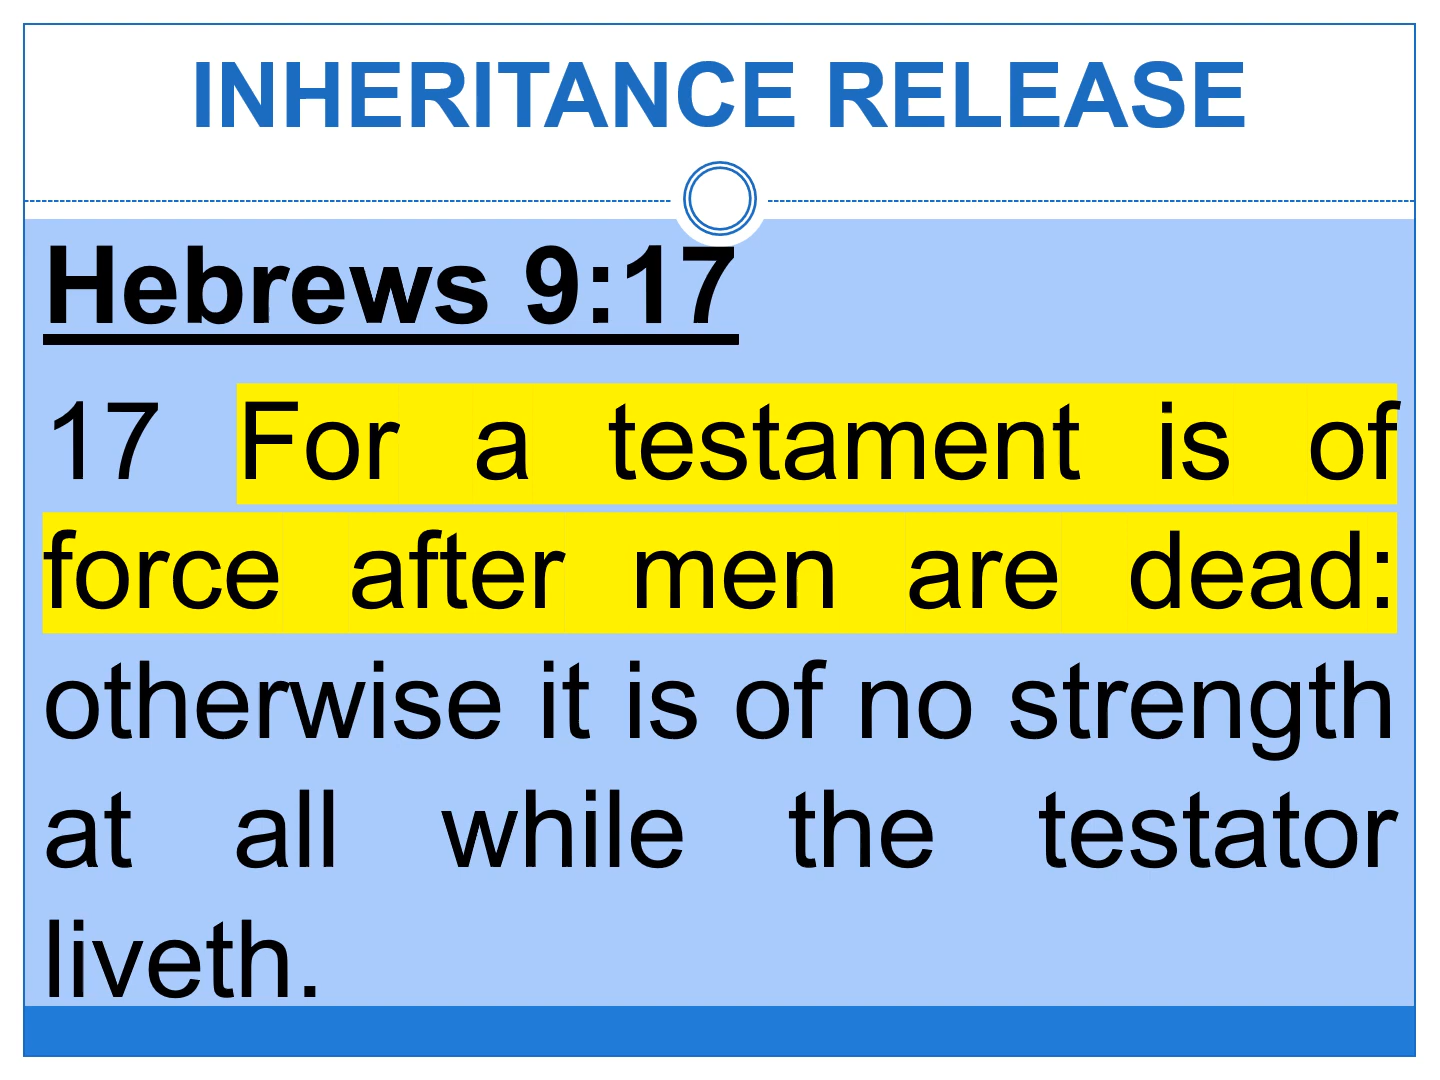 INHERITANCE RELEASE
Hebrews 9:17
17 For a testament is of
force after men are dead:
otherwise it is of no strength
at all while the testator
liveth.